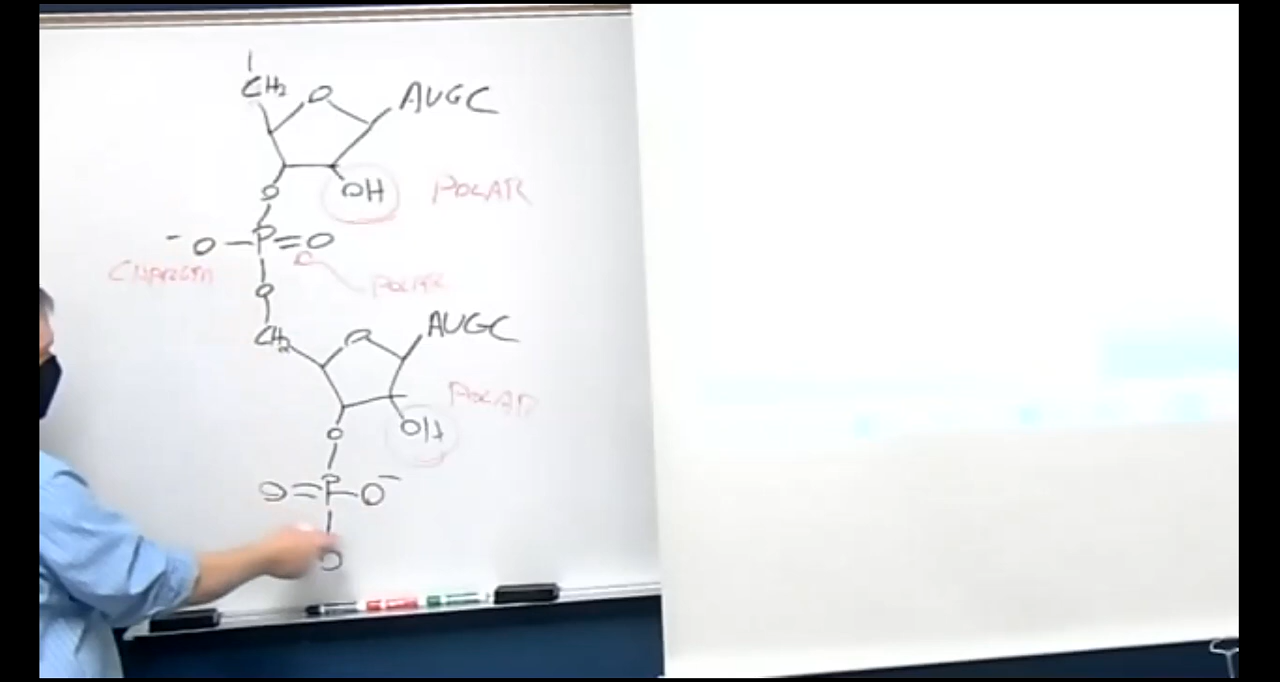 CH2 O AUGC
O OH POLAR
- O - P = O
CHARGED
O POLAR
CH2 O AUGC
POLAR
O OH
O = P - O -
O